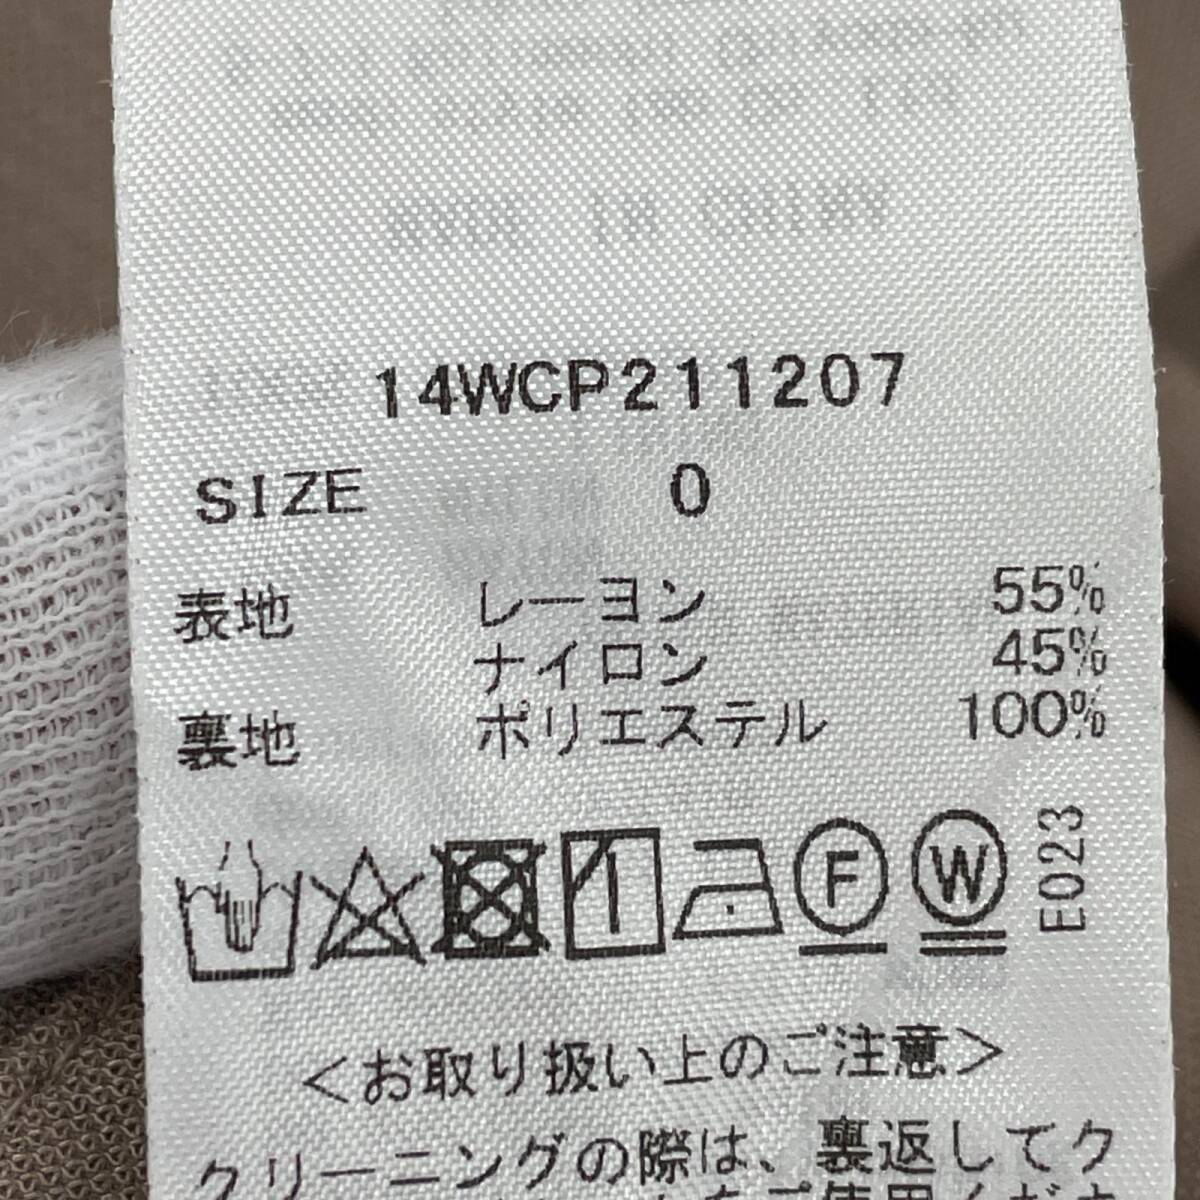 14WCP211207
SIZE 0
表地 レーヨン 55%
ナイロン 45%
裏地 ポリエステル 100%
F W E023
<お取り扱い上のご注意>
クリーニングの際は、裏返してク